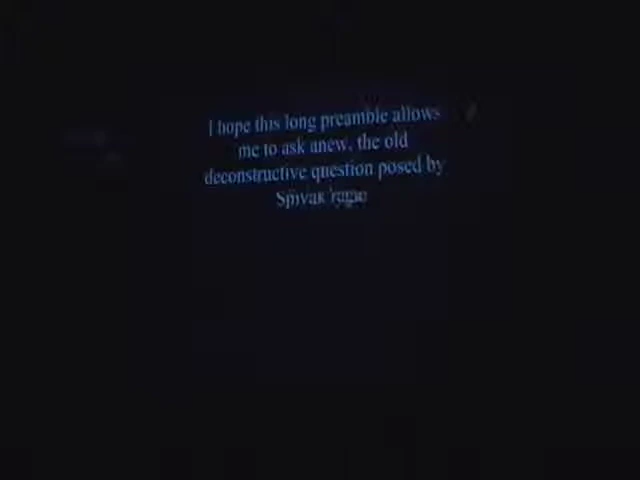 I hope this long preamble allows
me to ask anew, the old
deconstructive question posed by
Spivak